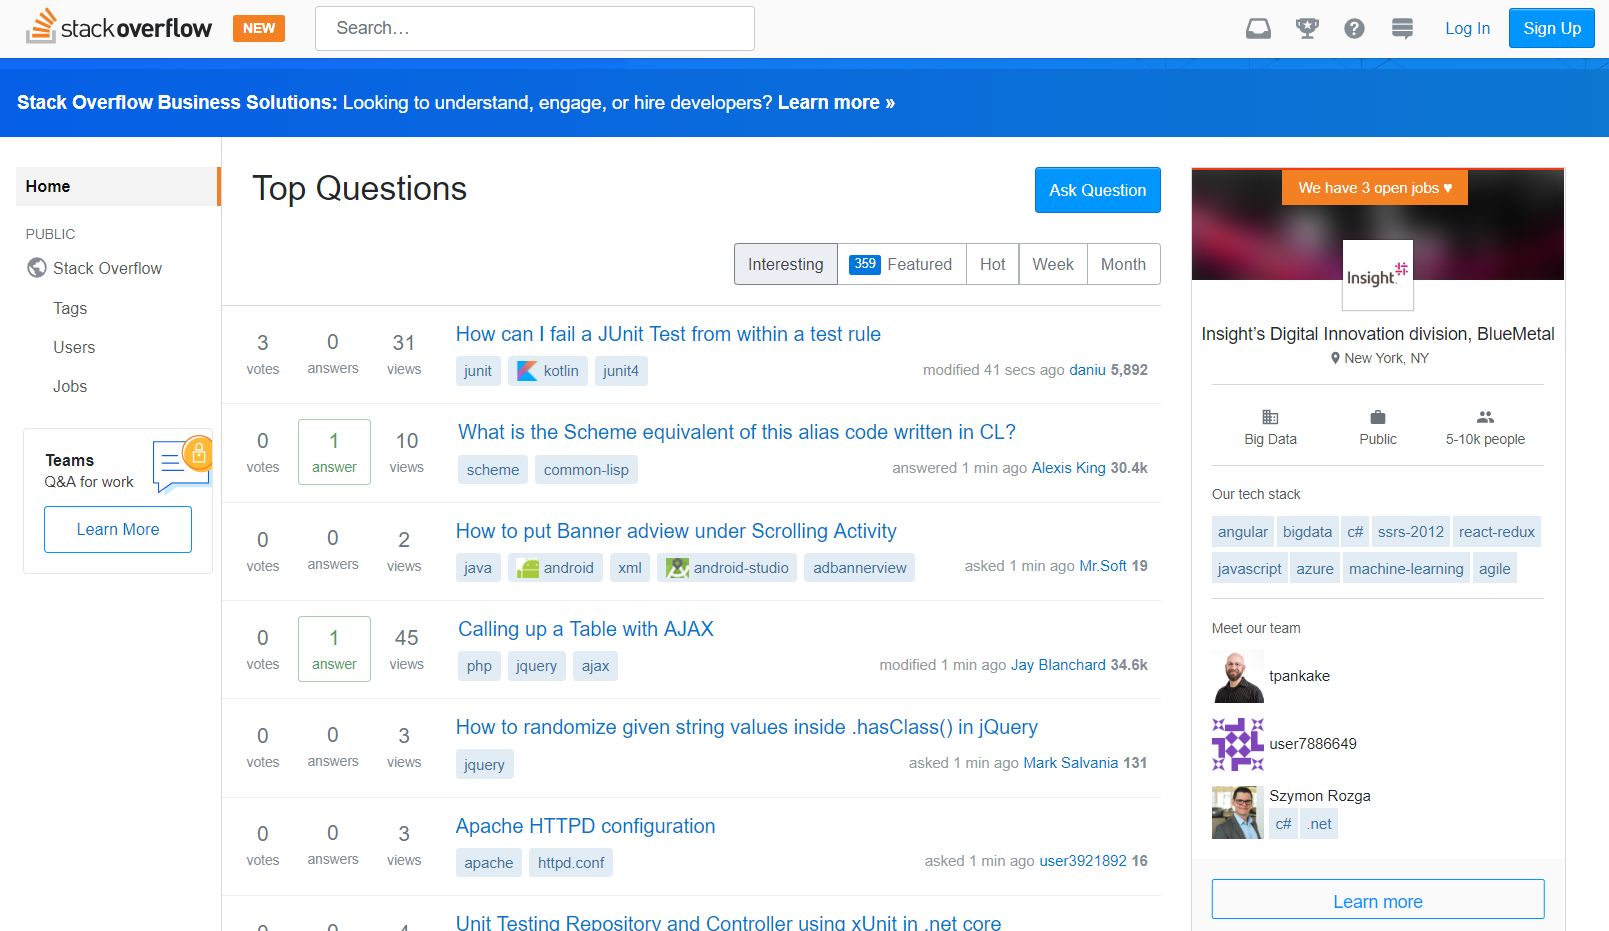 stackoverflow NEW Search… Log In Sign Up
Stack Overflow Business Solutions: Looking to understand, engage, or hire developers? Learn more »
Home
PUBLIC
Stack Overflow
Tags
Users
Jobs
Teams
Q&A for work
Learn More
Top Questions
Ask Question
Interesting 359 Featured Hot Week Month
3 votes 0 answers 31 views
How can I fail a JUnit Test from within a test rule
junit kotlin junit4
modified 41 secs ago daniu 5,892
0 votes 1 answer 10 views
What is the Scheme equivalent of this alias code written in CL?
scheme common-lisp
answered 1 min ago Alexis King 30.4k
0 votes 0 answers 2 views
How to put Banner adview under Scrolling Activity
java android xml android-studio adbannerview
asked 1 min ago Mr.Soft 19
0 votes 1 answer 45 views
Calling up a Table with AJAX
php jquery ajax
modified 1 min ago Jay Blanchard 34.6k
0 votes 0 answers 3 views
How to randomize given string values inside .hasClass() in jQuery
jquery
asked 1 min ago Mark Salvania 131
0 votes 0 answers 3 views
Apache HTTPD configuration
apache httpd.conf
asked 1 min ago user3921892 16
Unit Testing Repository and Controller using xUnit in .net core
We have 3 open jobs ♥
Insight
Insight’s Digital Innovation division, BlueMetal
New York, NY
Big Data Public 5-10k people
Our tech stack
angular bigdata c# ssrs-2012 react-redux
javascript azure machine-learning agile
Meet our team
tpankake
user7886649
Szymon Rozga
c# .net
Learn more